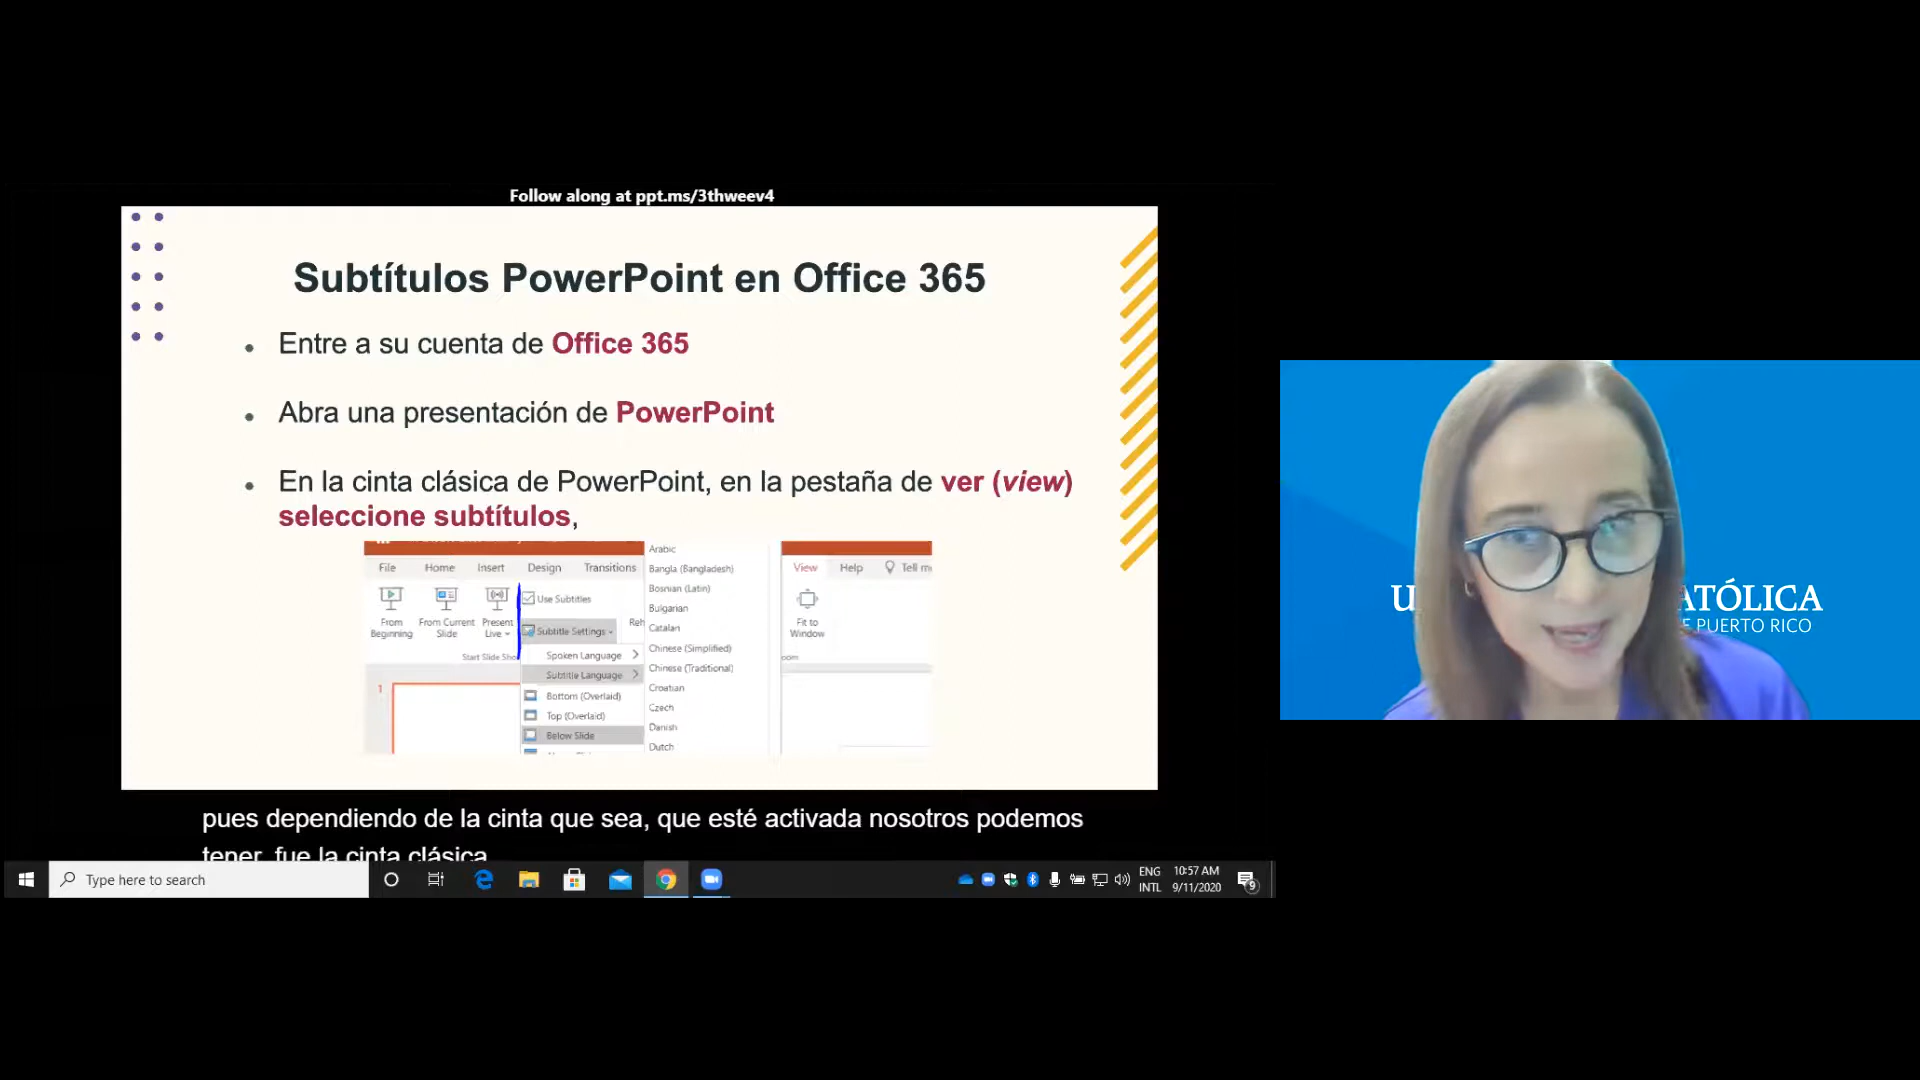 Follow along at ppt.ms/3thweev4
Subtítulos PowerPoint en Office 365
• Entre a su cuenta de Office 365
• Abra una presentación de PowerPoint
• En la cinta clásica de PowerPoint, en la pestaña de ver (view)
seleccione subtítulos,
File Home Insert Design Transitions
View Help Tell
Use Subtitles
Subtitle Settings
From Beginning
From Current Slide
Present Live
Fit to Window
Start Slide
Spoken Language
Subtitle Language
Bottom (Overlaid)
Top (Overlaid)
Below Slide
1
Arabic
Bangla (Bangladesh)
Bosnian (Latin)
Bulgarian
Catalan
Chinese (Simplified)
Chinese (Traditional)
Croatian
Czech
Danish
Dutch
pues dependiendo de la cinta que sea, que esté activada nosotros podemos
tener, fue la cinta clásica
Type here to search
ENG
INTL
10:57 AM
9/11/2020
9
U ATÓLICA
E PUERTO RICO